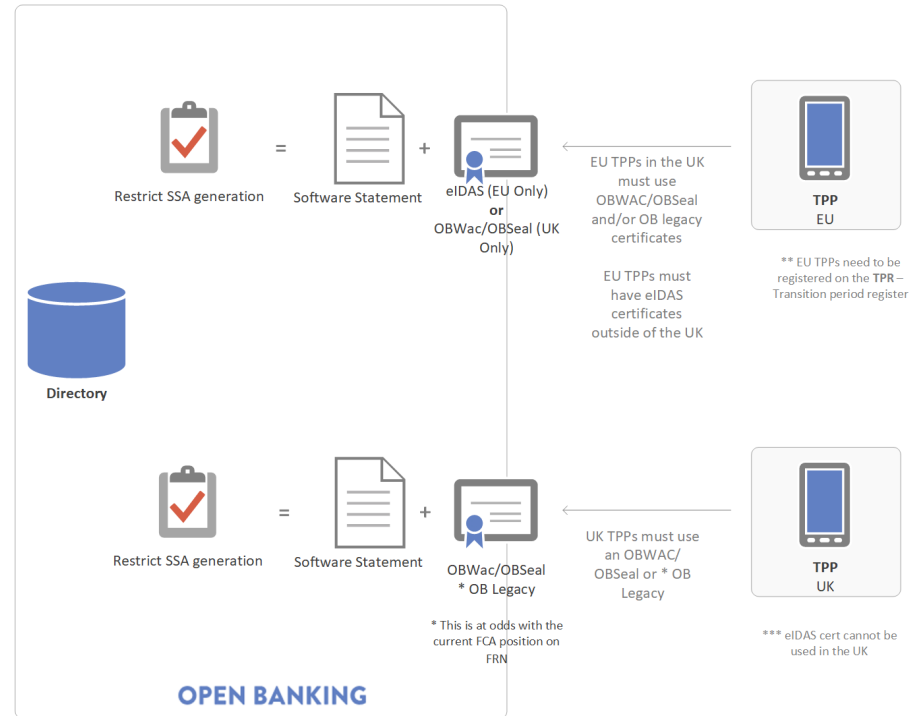 Restrict SSA generation
=
Software Statement
+
eIDAS (EU Only)
or
OBWac/OBSeal (UK
Only)
EU TPPs in the UK
must use
OBWAC/OBSeal
and/or OB legacy
certificates
EU TPPs must
have eIDAS
certificates
outside of the UK
TPP
EU
** EU TPPs need to be
registered on the TPR –
Transition period register
Directory
Restrict SSA generation
=
Software Statement
+
OBWac/OBSeal
* OB Legacy
* This is at odds with the
current FCA position on
FRN
UK TPPs must use
an OBWAC/
OBSeal or * OB
Legacy
TPP
UK
*** eIDAS cert cannot be
used in the UK
OPEN BANKING